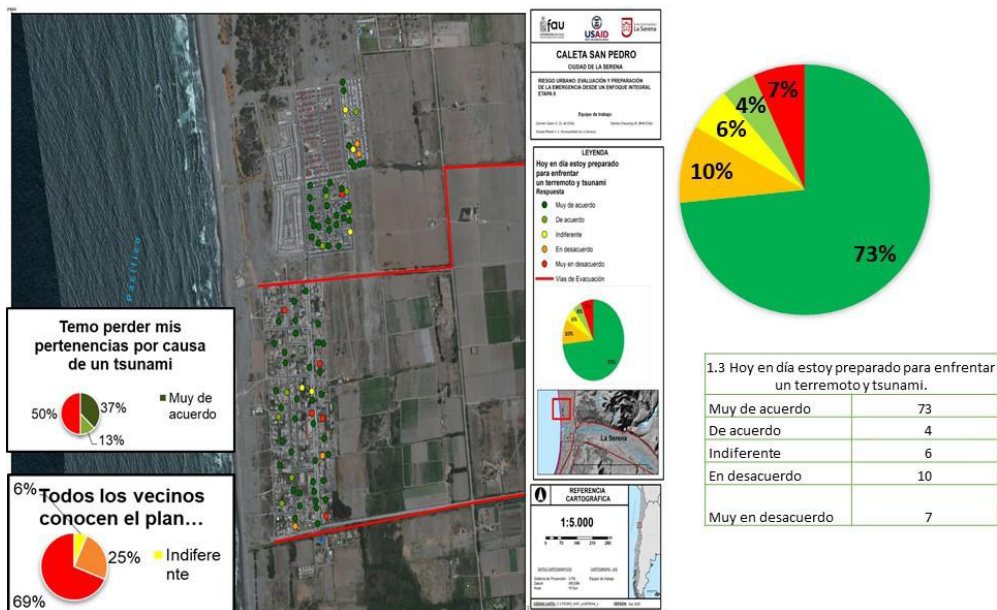 fau
USAID
La Serena
CALETA SAN PEDRO
CIUDAD DE LA SERENA
RIESGO URBANO: EVALUACIÓN Y PREPARACIÓN
DE LA EMERGENCIA DESDE UN ENFOQUE INTEGRAL
ETAPA II
Equipo de trabajo
LEYENDA
Hoy en día estoy preparado
para enfrentar
un terremoto y tsunami
Respuesta
Muy de acuerdo
De acuerdo
Indiferente
En desacuerdo
Muy en desacuerdo
Vías de Evacuación
10%
6%
4%
7%
73%
La Serena
REFERENCIA
CARTOGRÁFICA
1:5.000
Pacífico
Temo perder mis
pertenencias por causa
de un tsunami
50%
37%
13%
Muy de
acuerdo
6%
Todos los vecinos
conocen el plan...
25%
69%
Indifere
nte
7%
4%
6%
10%
73%
1.3 Hoy en día estoy preparado para enfrentar
un terremoto y tsunami.
Muy de acuerdo 73
De acuerdo 4
Indiferente 6
En desacuerdo 10
Muy en desacuerdo 7